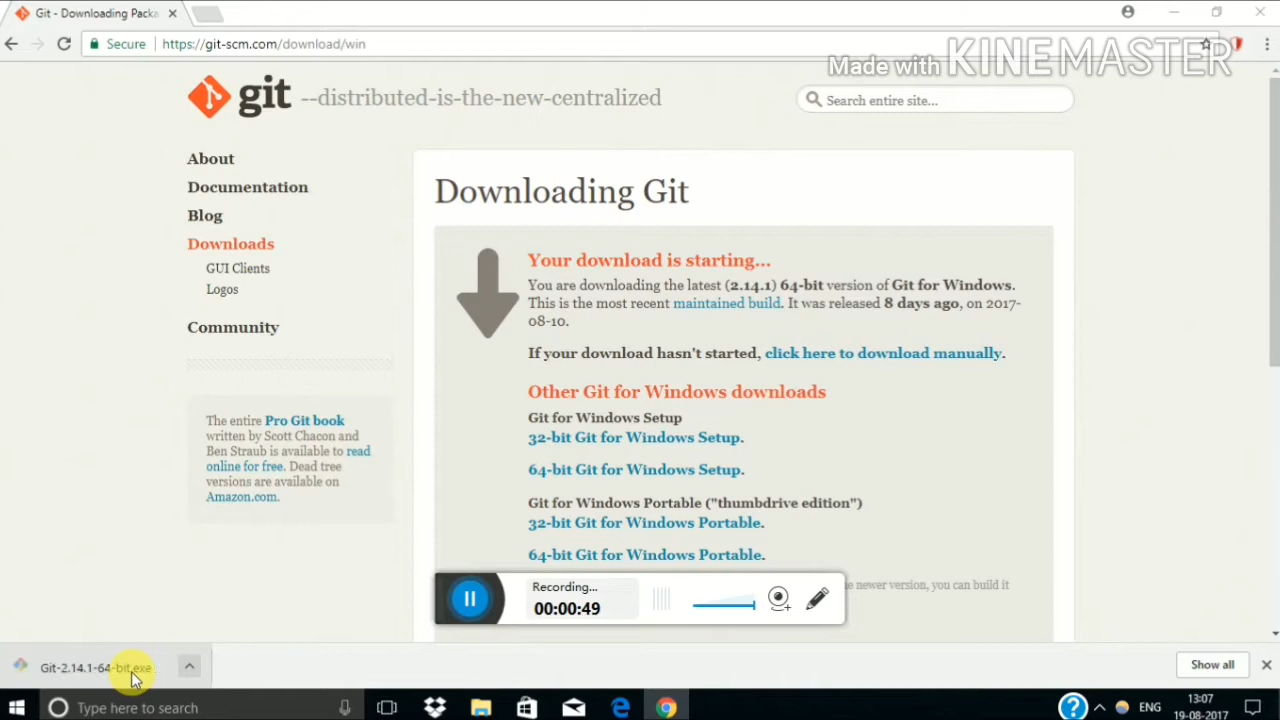 Git - Downloading Packa
Secure
https://git-scm.com/download/win
Made with KINEMASTER
git --distributed-is-the-new-centralized
Search entire site...
About
Documentation
Blog
Downloads
GUI Clients
Logos
Community
The entire Pro Git book
written by Scott Chacon and
Ben Straub is available to read
online for free. Dead tree
versions are available on
Amazon.com.
Downloading Git
Your download is starting...
You are downloading the latest (2.14.1) 64-bit version of Git for Windows.
This is the most recent maintained build. It was released 8 days ago, on 2017-
08-10.
If your download hasn't started, click here to download manually.
Other Git for Windows downloads
Git for Windows Setup
32-bit Git for Windows Setup.
64-bit Git for Windows Setup.
Git for Windows Portable ("thumbdrive edition")
32-bit Git for Windows Portable.
64-bit Git for Windows Portable.
newer version, you can build it
Recording...
00:00:49
Git-2.14.1-64-bit.exe
Show all
Type here to search
ENG
13:07
19-08-2017